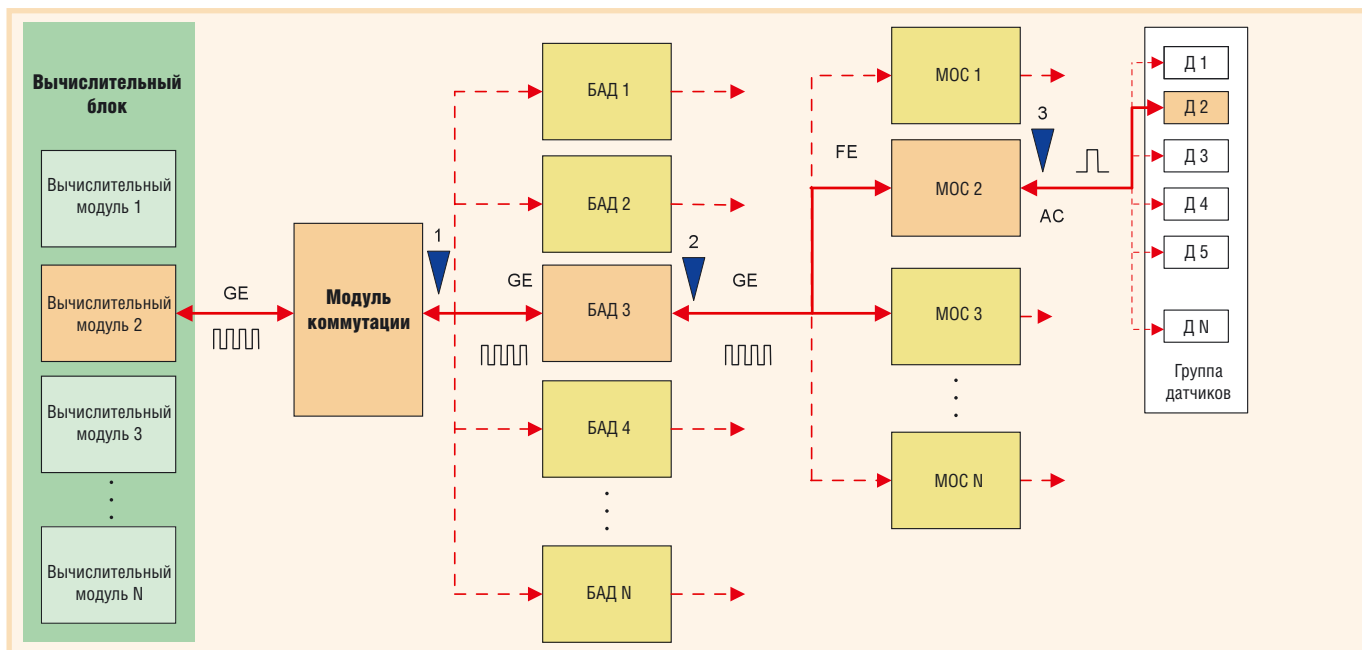 Вычислительный
блок
Вычислительный
модуль 1
Вычислительный
модуль 2
Вычислительный
модуль 3
Вычислительный
модуль N
GE
Модуль
коммутации
1
GE
БАД 1
БАД 2
БАД 3
БАД 4
БАД N
2
GE
FE
МОС 1
МОС 2
МОС 3
МОС N
3
AC
Д 1
Д 2
Д 3
Д 4
Д 5
Д N
Группа
датчиков